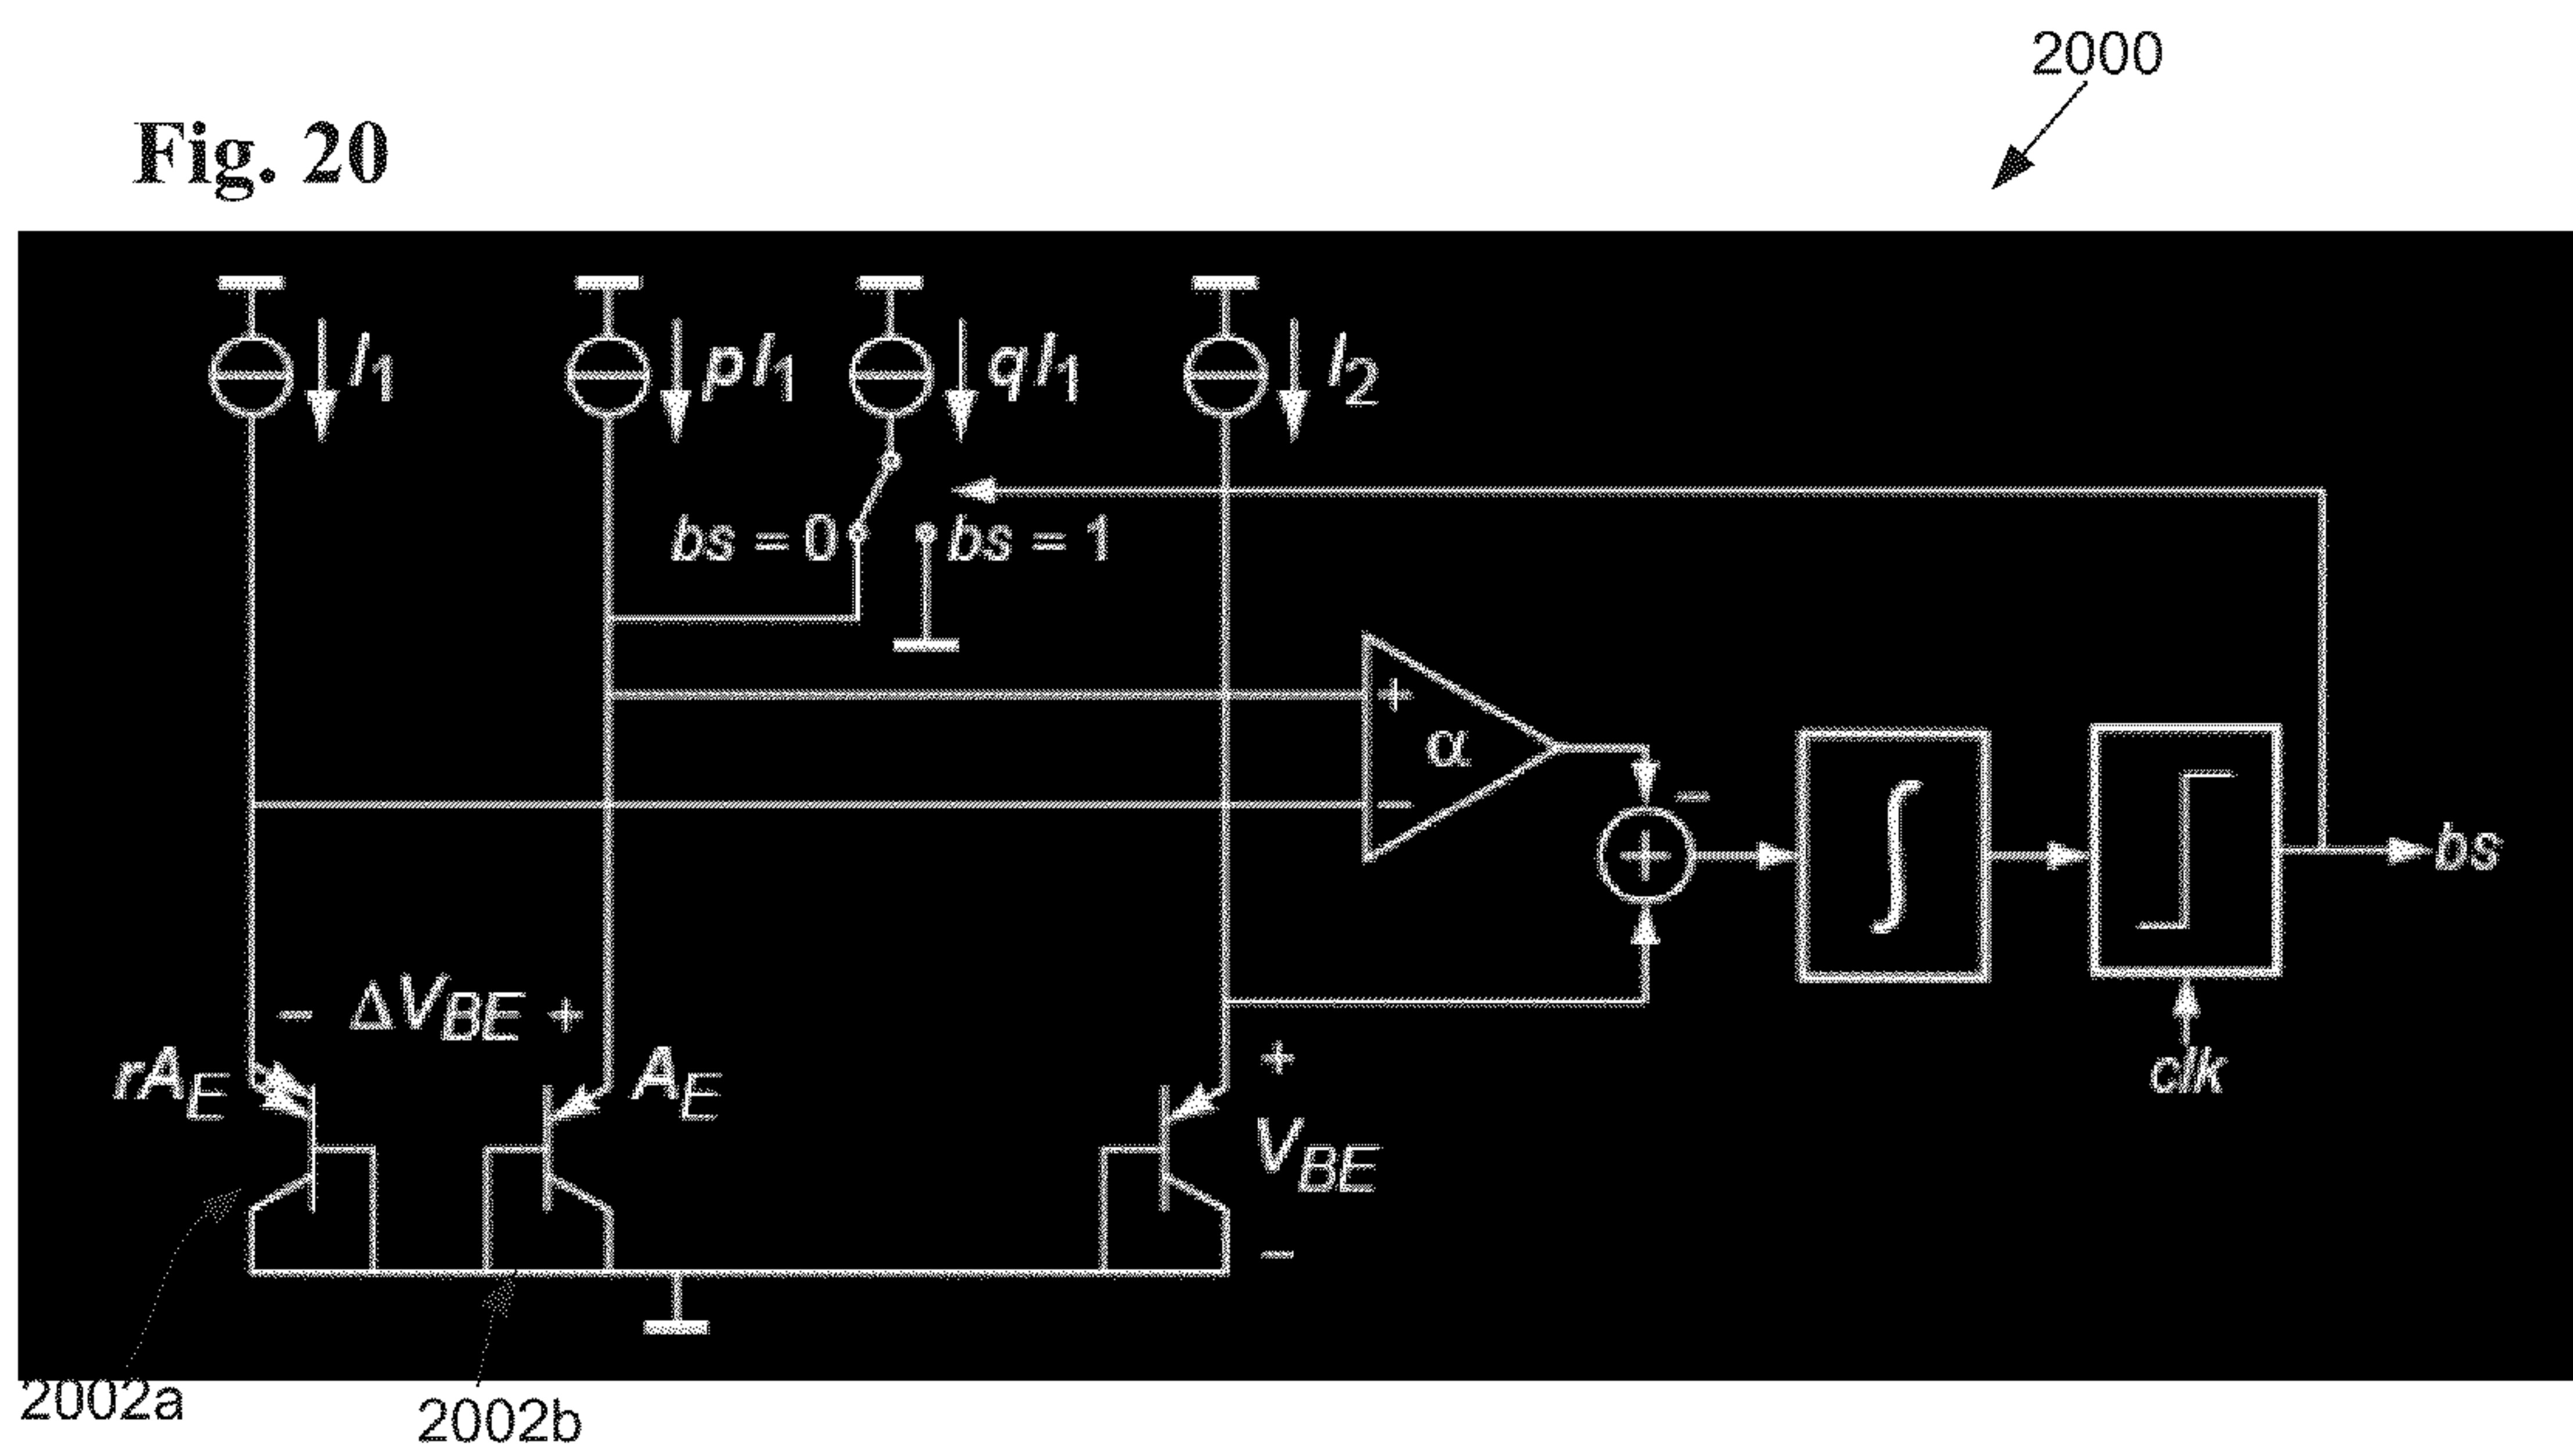 2000
Fig. 20
I1 pI1 qI1 I2
bs = 0 bs = 1
+
α
−
−
+
bs
− ΔVBE +
rAE AE
+
VBE
−
clk
2002a
2002b